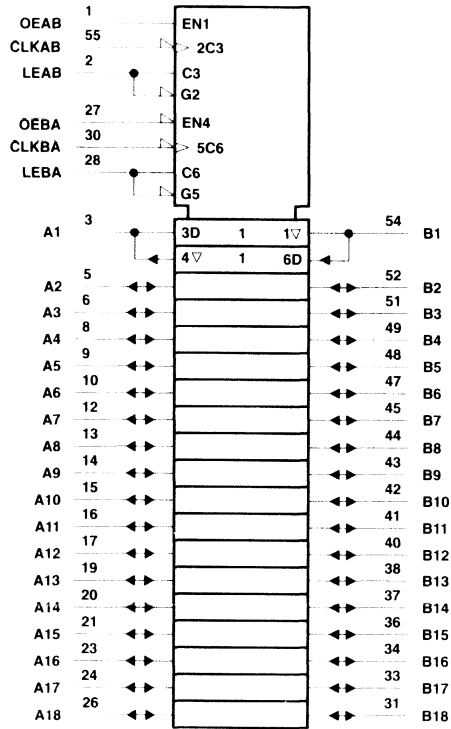 1
OEAB EN1
55
CLKAB 2C3
2
LEAB C3
G2
27
OEBA EN4
30
CLKBA 5C6
28
LEBA C6
G5
3 54
A1 3D 1 1▽ B1
4▽ 1 6D
5 52
A2 B2
6 51
A3 B3
8 49
A4 B4
9 48
A5 B5
10 47
A6 B6
12 45
A7 B7
13 44
A8 B8
14 43
A9 B9
15 42
A10 B10
16 41
A11 B11
17 40
A12 B12
19 38
A13 B13
20 37
A14 B14
21 36
A15 B15
23 34
A16 B16
24 33
A17 B17
26 31
A18 B18